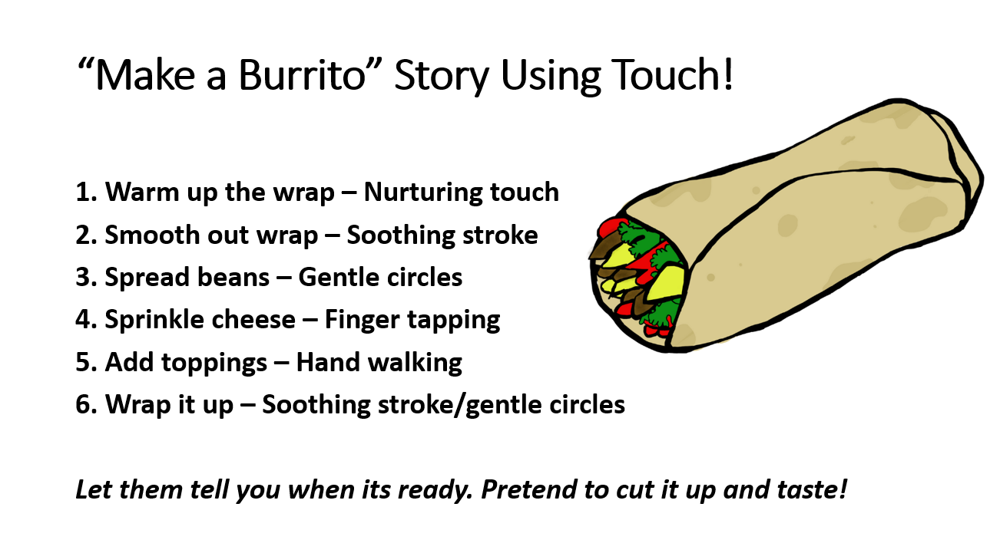 “Make a Burrito” Story Using Touch!
1. Warm up the wrap – Nurturing touch
2. Smooth out wrap – Soothing stroke
3. Spread beans – Gentle circles
4. Sprinkle cheese – Finger tapping
5. Add toppings – Hand walking
6. Wrap it up – Soothing stroke/gentle circles
Let them tell you when its ready. Pretend to cut it up and taste!